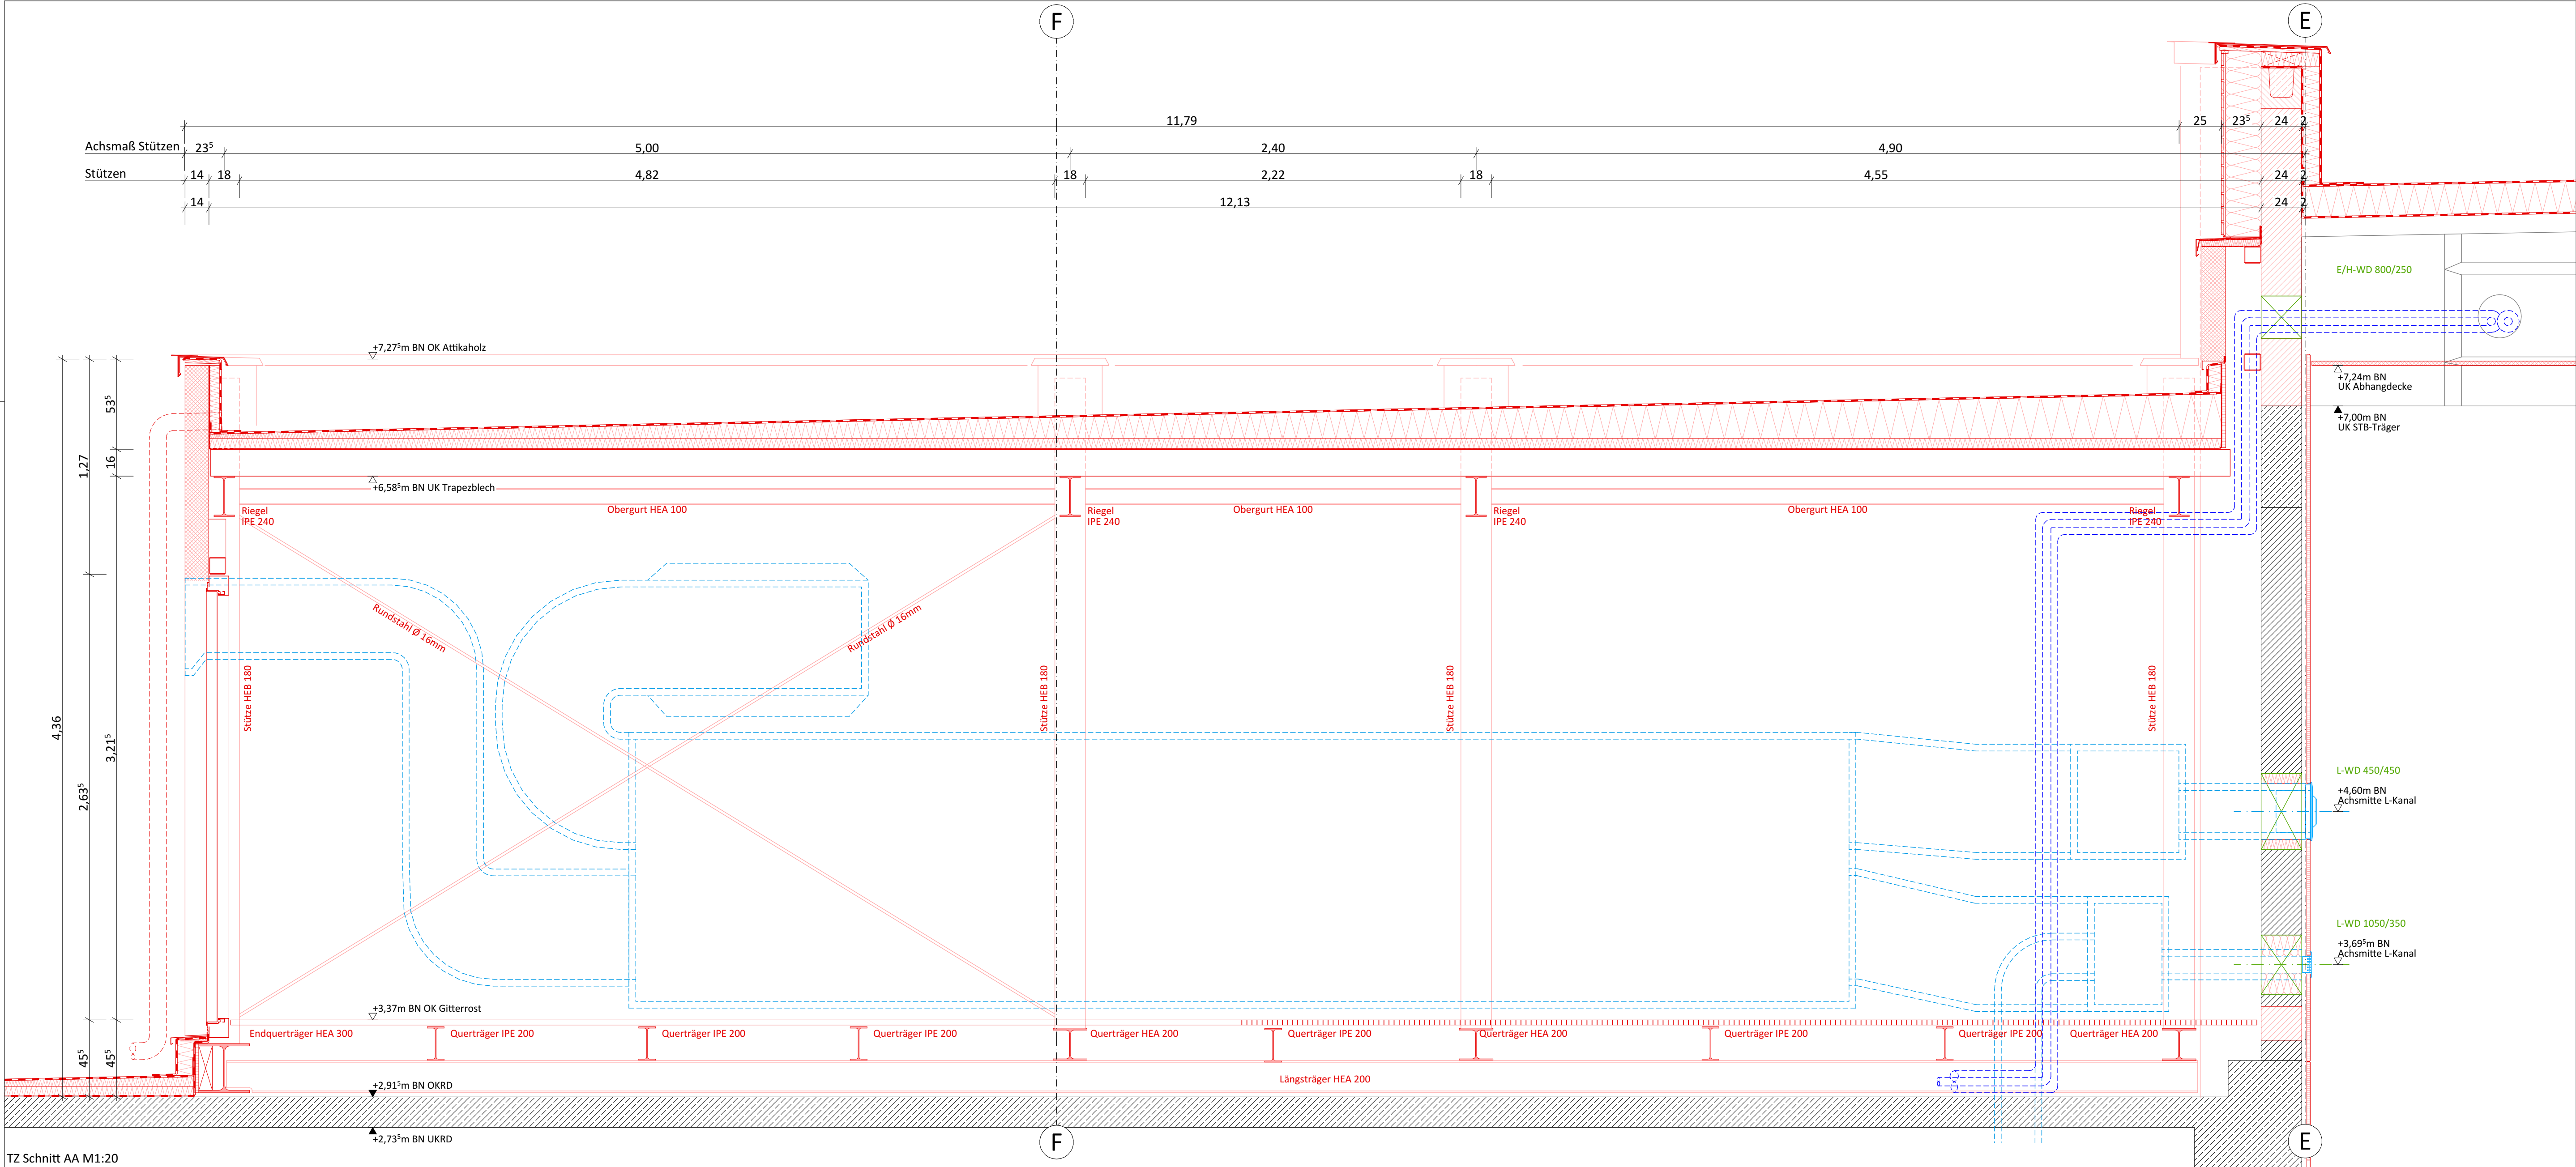 F
E
11,79
25
23⁵
24
2
Achsmaß Stützen
23⁵
5,00
2,40
4,90
Stützen
14
18
4,82
18
2,22
18
4,55
24
2
14
12,13
24
2
E/H-WD 800/250
+7,27⁵m BN OK Attikaholz
+7,24m BN
UK Abhangdecke
+7,00m BN
UK STB-Träger
53⁵
16
1,27
4,36
2,63⁵
3,21⁵
45⁵
45⁵
+6,58⁵m BN UK Trapezblech
Riegel
IPE 240
Obergurt HEA 100
Riegel
IPE 240
Obergurt HEA 100
Riegel
IPE 240
Obergurt HEA 100
Riegel
IPE 240
Rundstahl Ø 16mm
Rundstahl Ø 16mm
Stütze HEB 180
Stütze HEB 180
Stütze HEB 180
Stütze HEB 180
L-WD 450/450
+4,60m BN
Achsmitte L-Kanal
L-WD 1050/350
+3,69⁵m BN
Achsmitte L-Kanal
+3,37m BN OK Gitterrost
Endquerträger HEA 300
Querträger IPE 200
Querträger IPE 200
Querträger IPE 200
Querträger HEA 200
Querträger IPE 200
Querträger HEA 200
Querträger IPE 200
Querträger IPE 200
Querträger HEA 200
Längsträger HEA 200
+2,91⁵m BN OKRD
+2,73⁵m BN UKRD
F
E
TZ Schnitt AA M1:20